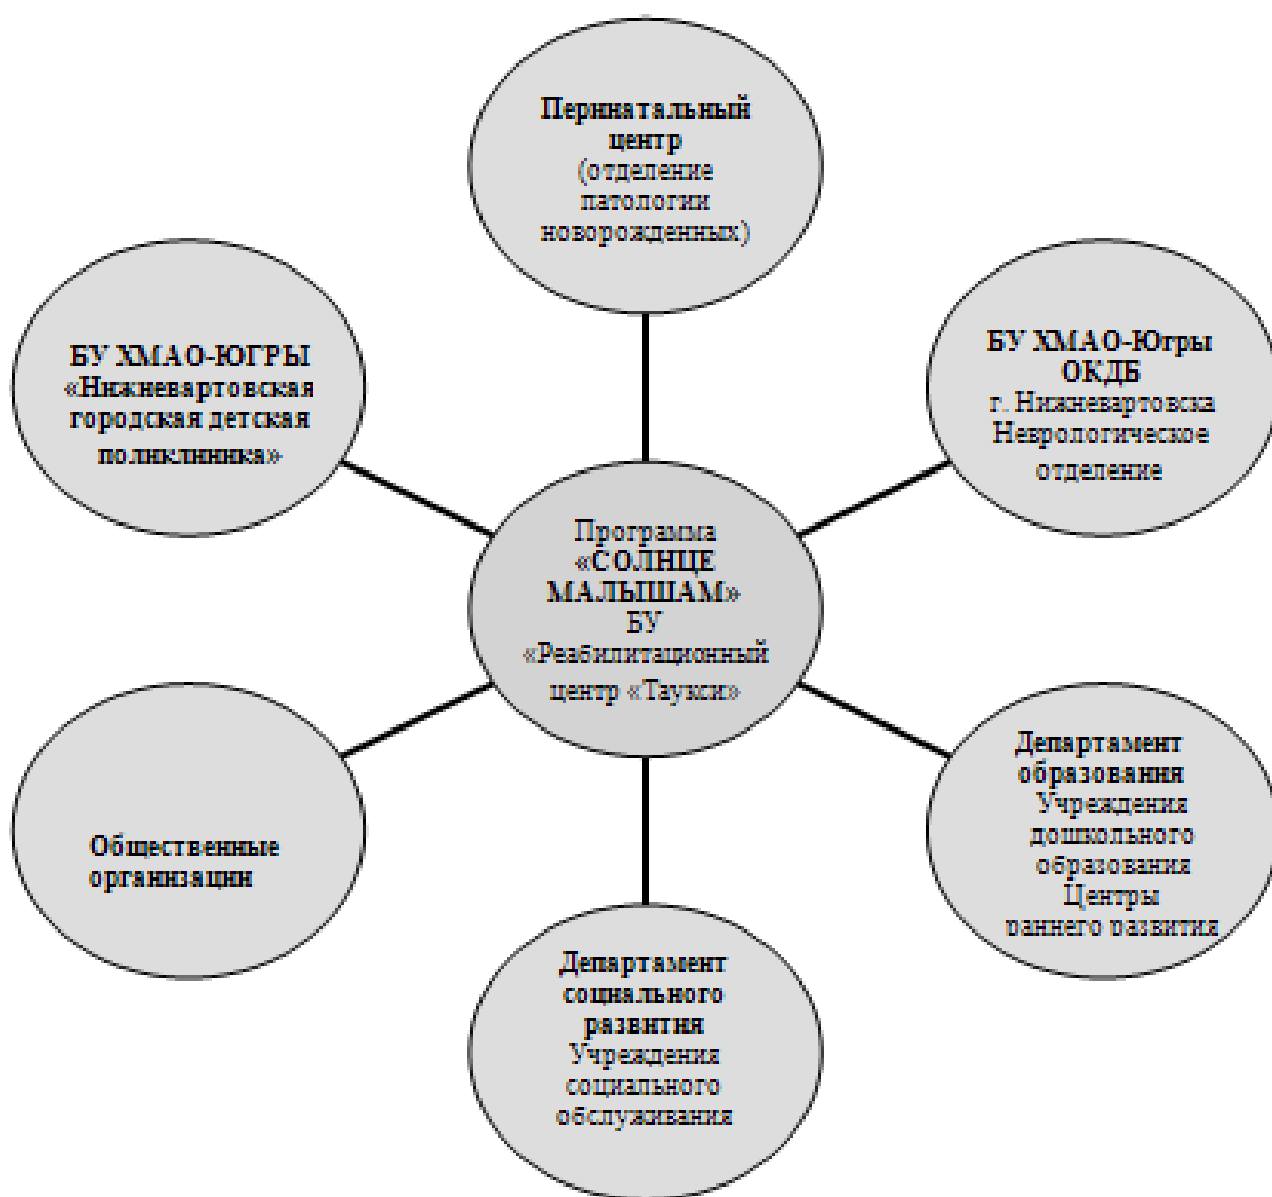 Перинатальный
центр
(отделение
патологии
новорожденных)
БУ ХМАО-ЮГРЫ
«Нижневартовская
городская детская
поликлиника»
БУ ХМАО-Югры
ОКДБ
г. Нижневартовска
Неврологическое
отделение
Программа
«СОЛНЦЕ
МАЛЫШАМ»
БУ
«Реабилитационный
центр «Таукси»
Общественные
организации
Департамент
образования
Учреждения
дошкольного
образования
Центры
раннего развития
Департамент
социального
развития
Учреждения
социального
обслуживания